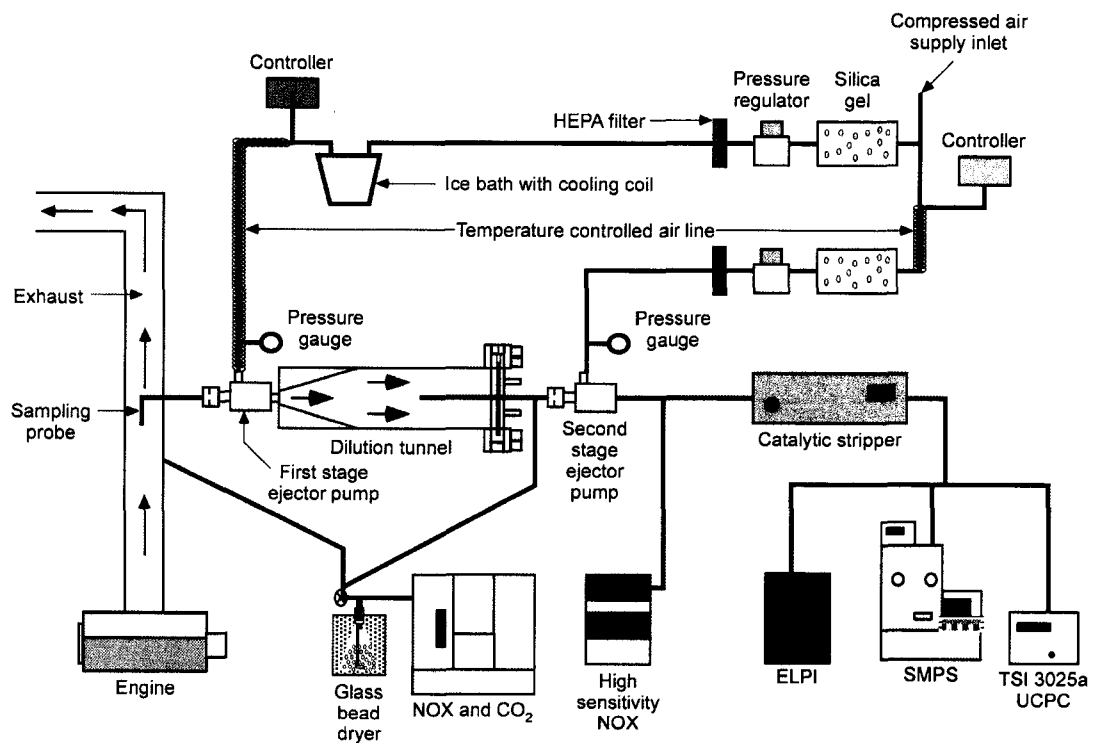 Compressed air
supply inlet
Controller
Pressure
regulator
Silica
gel
HEPA filter
Controller
Ice bath with cooling coil
Temperature controlled air line
Exhaust
Pressure
gauge
Pressure
gauge
Sampling
probe
Dilution tunnel
First stage
ejector pump
Second
stage
ejector
pump
Catalytic stripper
Engine
Glass
bead
dryer
NOX and CO2
High
sensitivity
NOX
ELPI
SMPS
TSI 3025a
UCPC